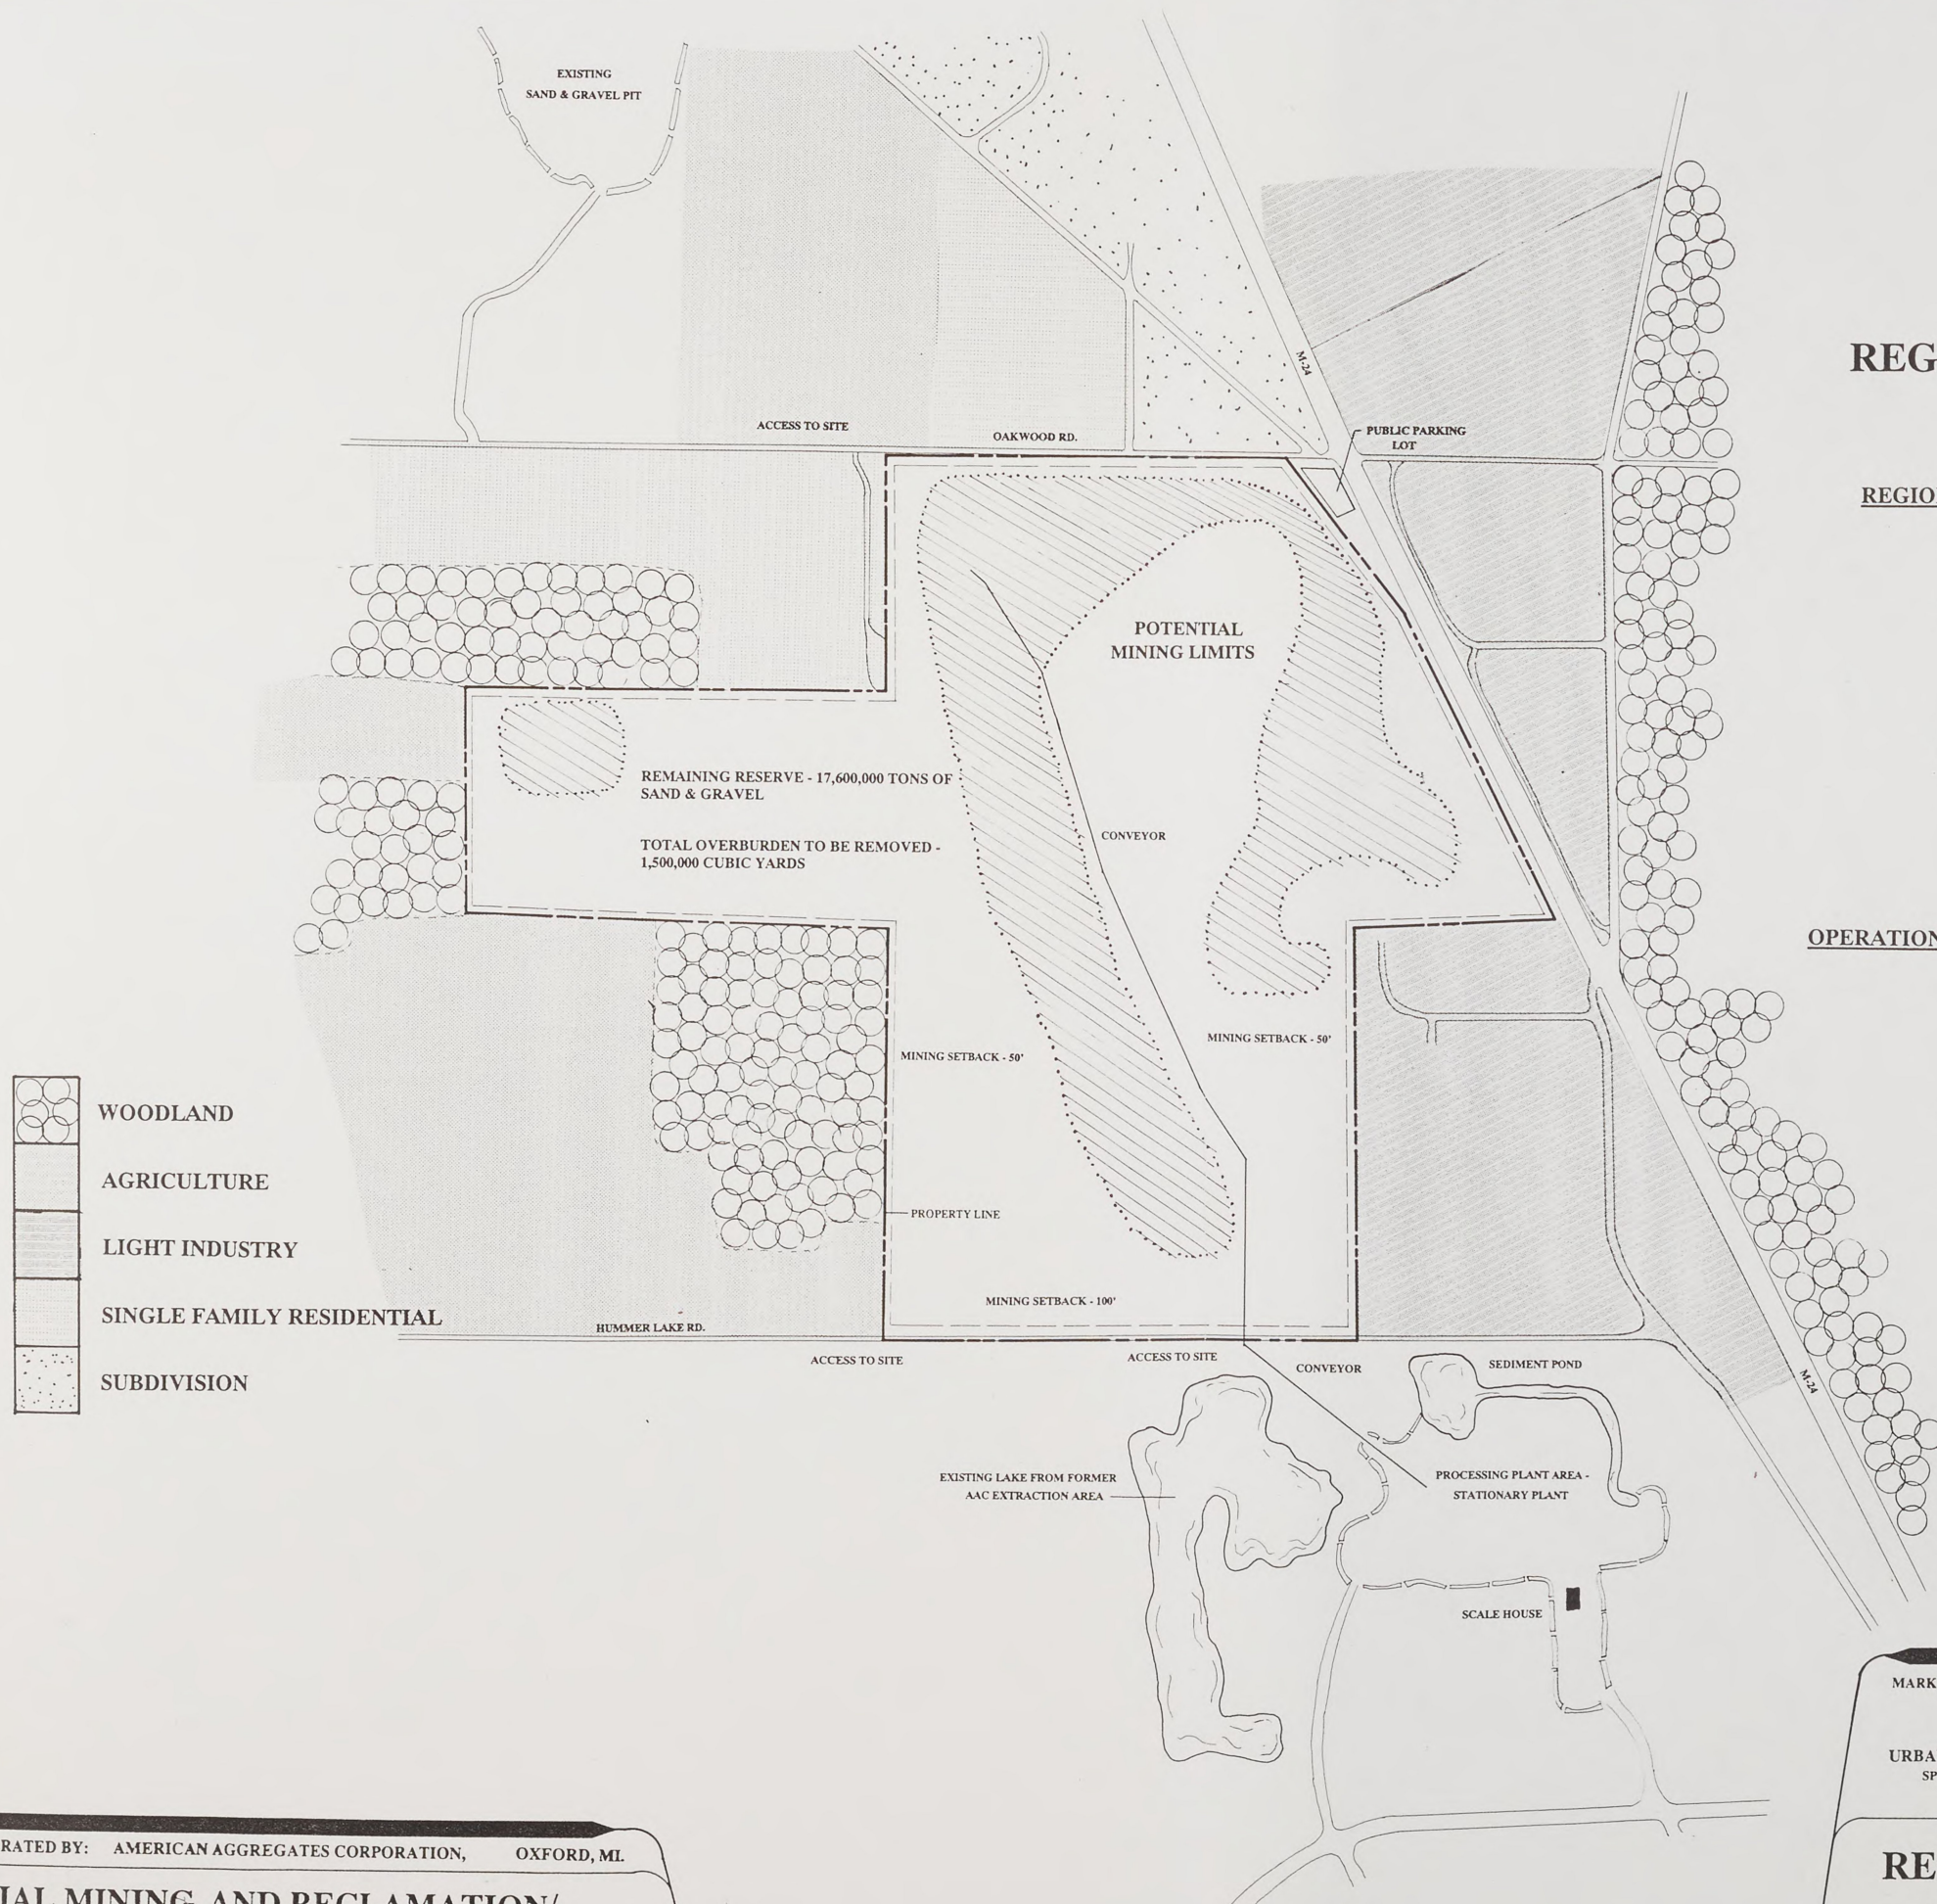 EXISTING
SAND & GRAVEL PIT
M-24
REG
ACCESS TO SITE
OAKWOOD RD.
PUBLIC PARKING
LOT
REGIO
POTENTIAL
MINING LIMITS
REMAINING RESERVE - 17,600,000 TONS OF
SAND & GRAVEL
CONVEYOR
TOTAL OVERBURDEN TO BE REMOVED -
1,500,000 CUBIC YARDS
OPERATION
MINING SETBACK - 50'
MINING SETBACK - 50'
WOODLAND
AGRICULTURE
LIGHT INDUSTRY
SINGLE FAMILY RESIDENTIAL
SUBDIVISION
PROPERTY LINE
MINING SETBACK - 100'
HUMMER LAKE RD.
ACCESS TO SITE
ACCESS TO SITE
CONVEYOR
SEDIMENT POND
M-24
EXISTING LAKE FROM FORMER
AAC EXTRACTION AREA
PROCESSING PLANT AREA -
STATIONARY PLANT
SCALE HOUSE
MARK
URBA
SP
RATED BY: AMERICAN AGGREGATES CORPORATION, OXFORD, MI.
IAL MINING AND RECLAMATION/
RE